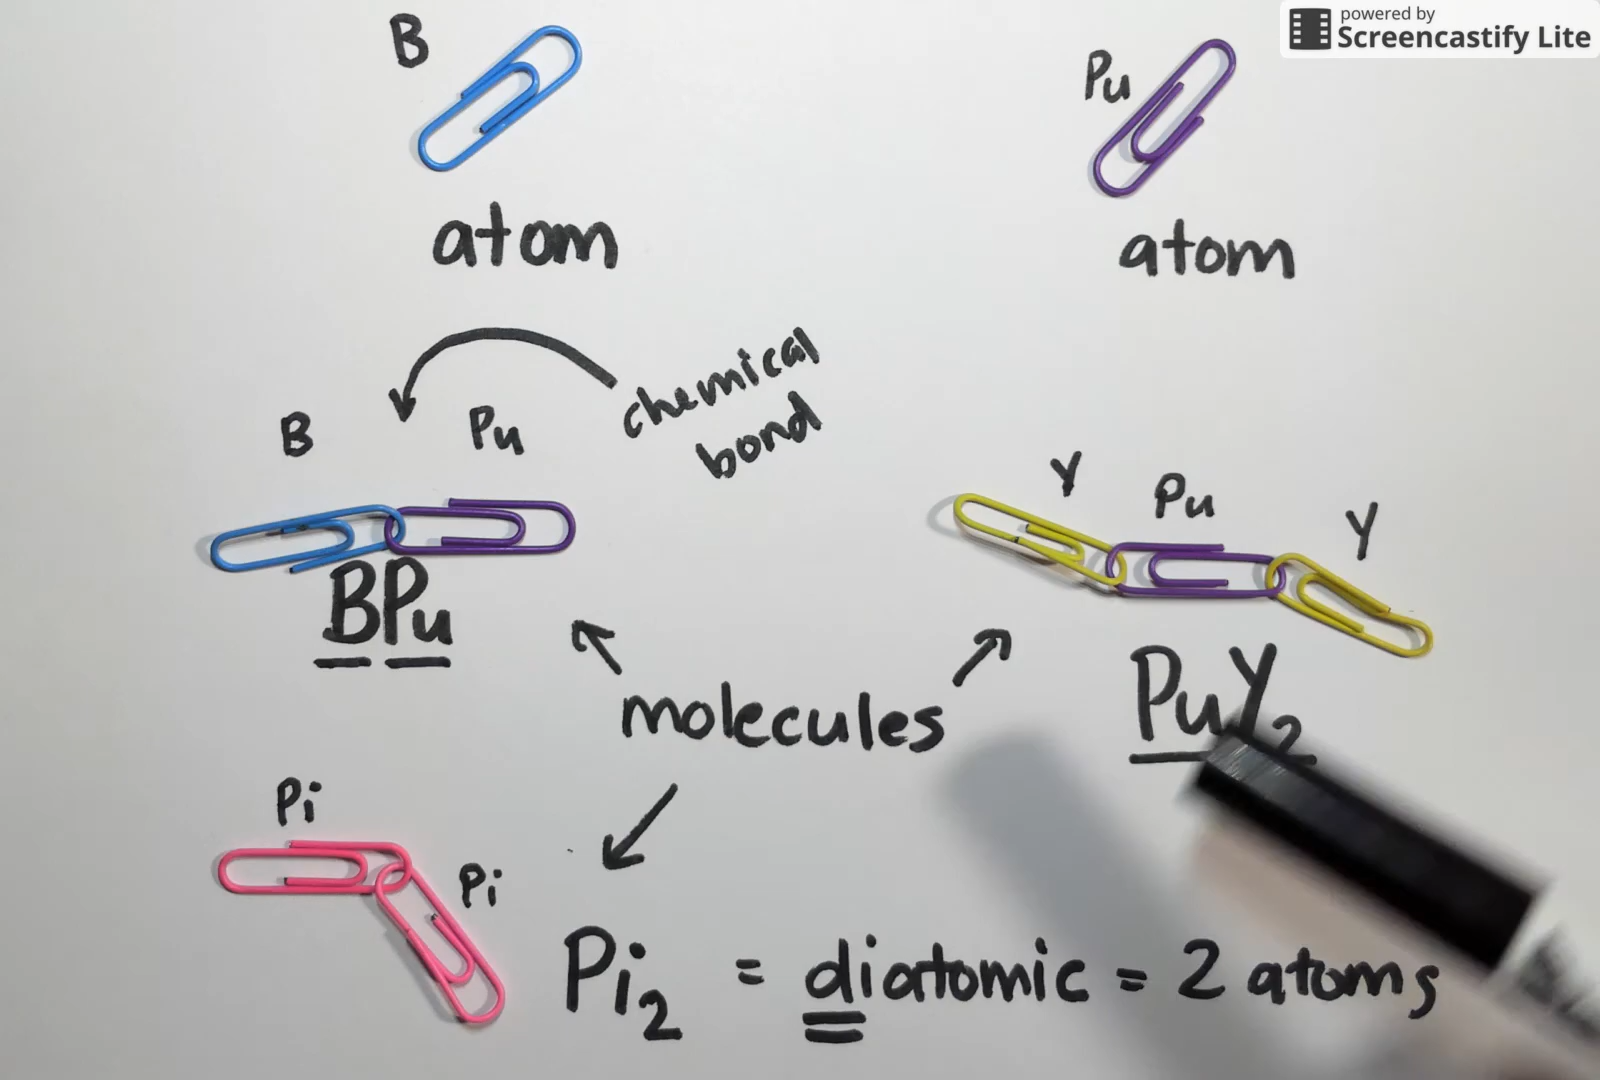 powered by
Screencastify Lite
B
Pu
atom
atom
chemical
bond
B
Pu
Y
Pu
Y
BPu
PuY2
molecules
Pi
Pi
Pi2 = diatomic = 2 atoms